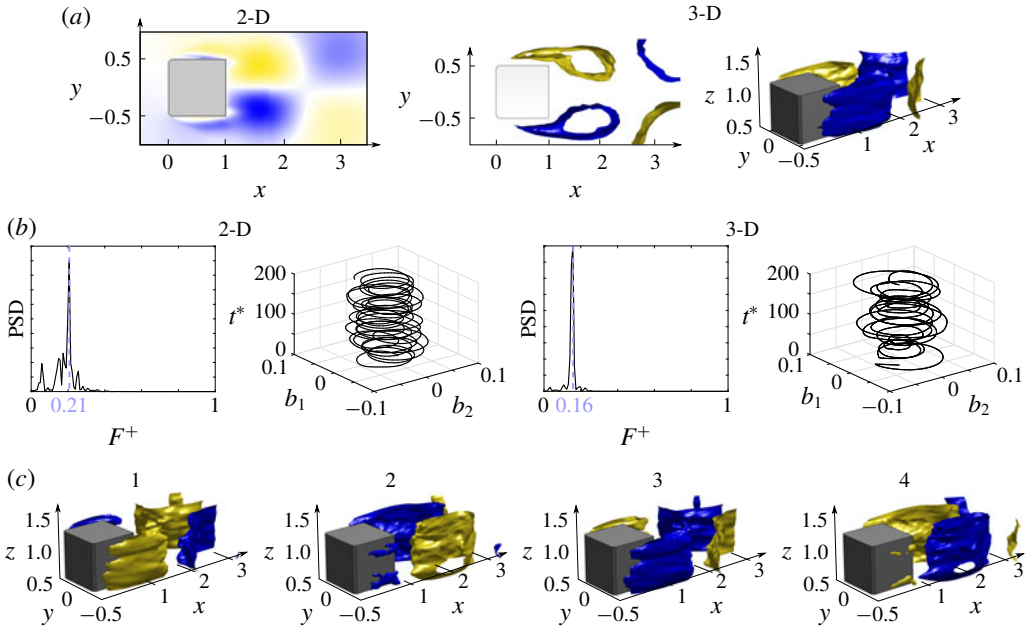 (a) 2-D 3-D
0.5
y
−0.5
0 1 2 3
x
0.5
y
−0.5
0 1 2 3
x
1.5
z 1.0
0.5
0
y −0.5
1 2 3
x
(b) 2-D 3-D
PSD
0 0.21 1
F+
200
t* 100
0
0.1 0 −0.1
b1
0.1
0
b2
PSD
0 0.16 1
F+
200
t* 100
0
0.1 0 −0.1
b1
0.1
0
b2
(c) 1 2 3 4
1.5
z 1.0
0.5
0
y −0.5
1 2 3
x
1.5
z 1.0
0.5
0
y −0.5
1 2 3
x
1.5
z 1.0
0.5
0
y −0.5
1 2 3
x
1.5
z 1.0
0.5
0
y −0.5
1 2 3
x